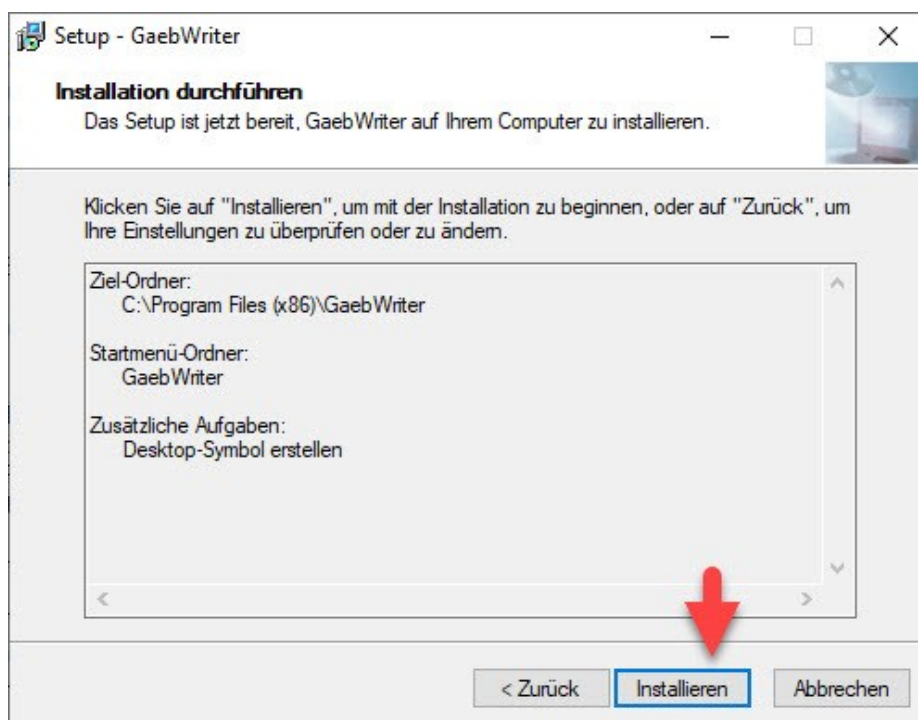 Setup - GaebWriter
Installation durchführen
Das Setup ist jetzt bereit, GaebWriter auf Ihrem Computer zu installieren.
Klicken Sie auf "Installieren", um mit der Installation zu beginnen, oder auf "Zurück", um
Ihre Einstellungen zu überprüfen oder zu ändern.
Ziel-Ordner:
C:\Program Files (x86)\GaebWriter
Startmenü-Ordner:
GaebWriter
Zusätzliche Aufgaben:
Desktop-Symbol erstellen
< Zurück Installieren Abbrechen